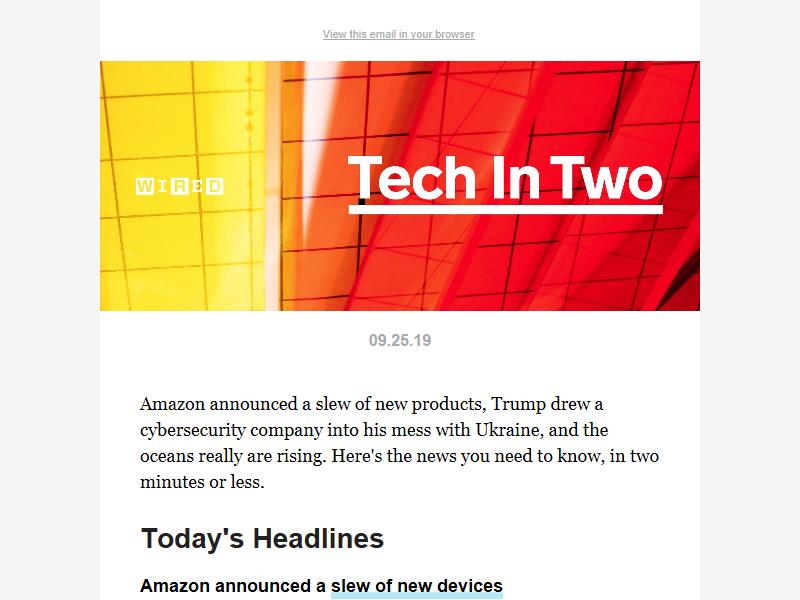 View this email in your browser
WIRED
Tech In Two
09.25.19
Amazon announced a slew of new products, Trump drew a
cybersecurity company into his mess with Ukraine, and the
oceans really are rising. Here's the news you need to know, in two
minutes or less.
Today's Headlines
Amazon announced a slew of new devices